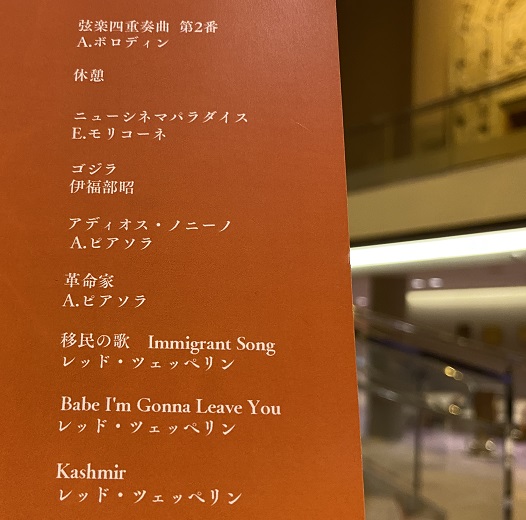 弦楽四重奏曲 第2番
A.ボロディン
休憩
ニューシネマパラダイス
E.モリコーネ
ゴジラ
伊福部昭
アディオス・ノニーノ
A.ピアソラ
革命家
A.ピアソラ
移民の歌 Immigrant Song
レッド・ツェッペリン
Babe I'm Gonna Leave You
レッド・ツェッペリン
Kashmir
レッド・ツェッペリン